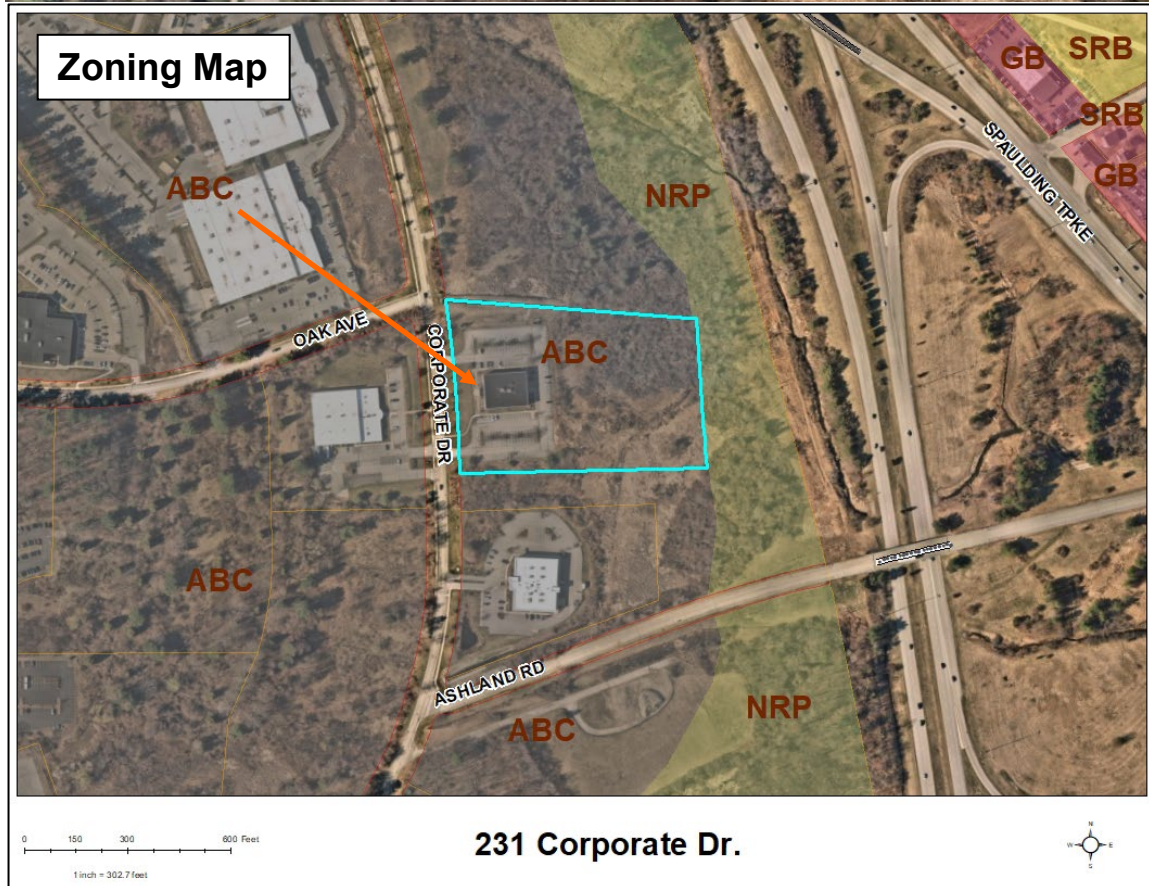 Zoning Map
GB
SRB
SRB
GB
SPAULDING TPKE
ABC
NRP
OAK AVE
CORPORATE DR
ABC
ABC
ASHLAND RD
NRP
ABC
0 150 300 600 Feet
1 inch = 302.7 feet
231 Corporate Dr.
N
W E
S